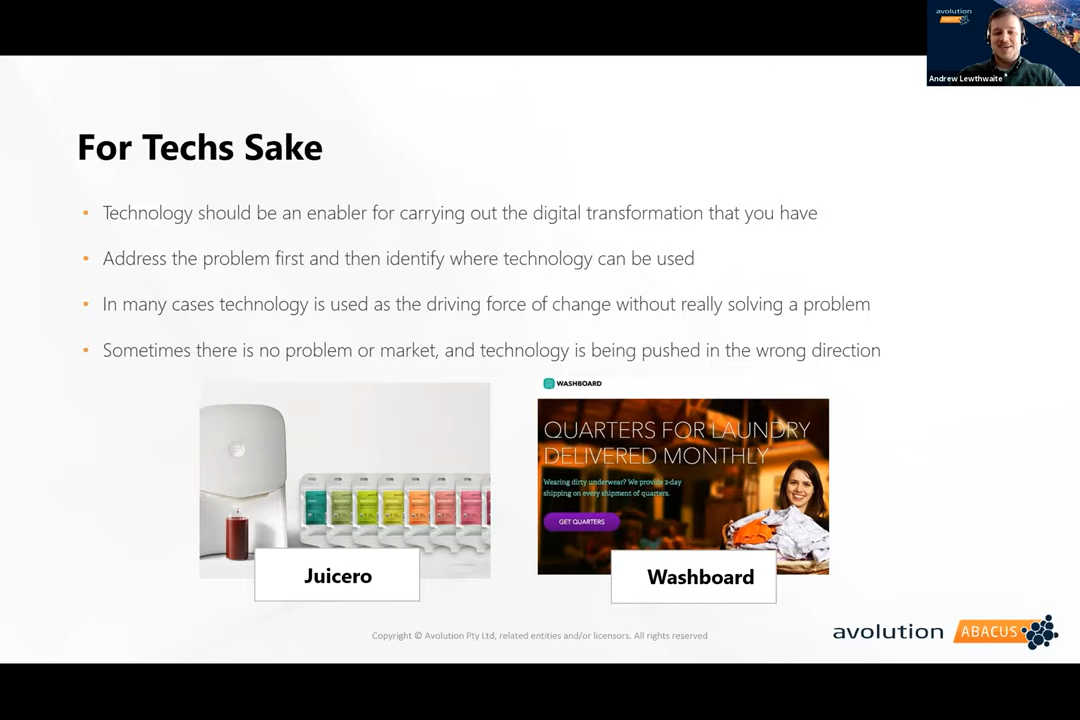 avolution
Andrew Lewthwaite
For Techs Sake
• Technology should be an enabler for carrying out the digital transformation that you have
• Address the problem first and then identify where technology can be used
• In many cases technology is used as the driving force of change without really solving a problem
• Sometimes there is no problem or market, and technology is being pushed in the wrong direction
WASHBOARD
QUARTERS FOR LAUNDRY
DELIVERED MONTHLY
Wearing dirty underwear? We provide 2-day
shipping on every shipment of quarters.
GET QUARTERS
Juicero
Washboard
Copyright © Avolution Pty Ltd, related entities and/or licensors. All rights reserved
avolution ABACUS